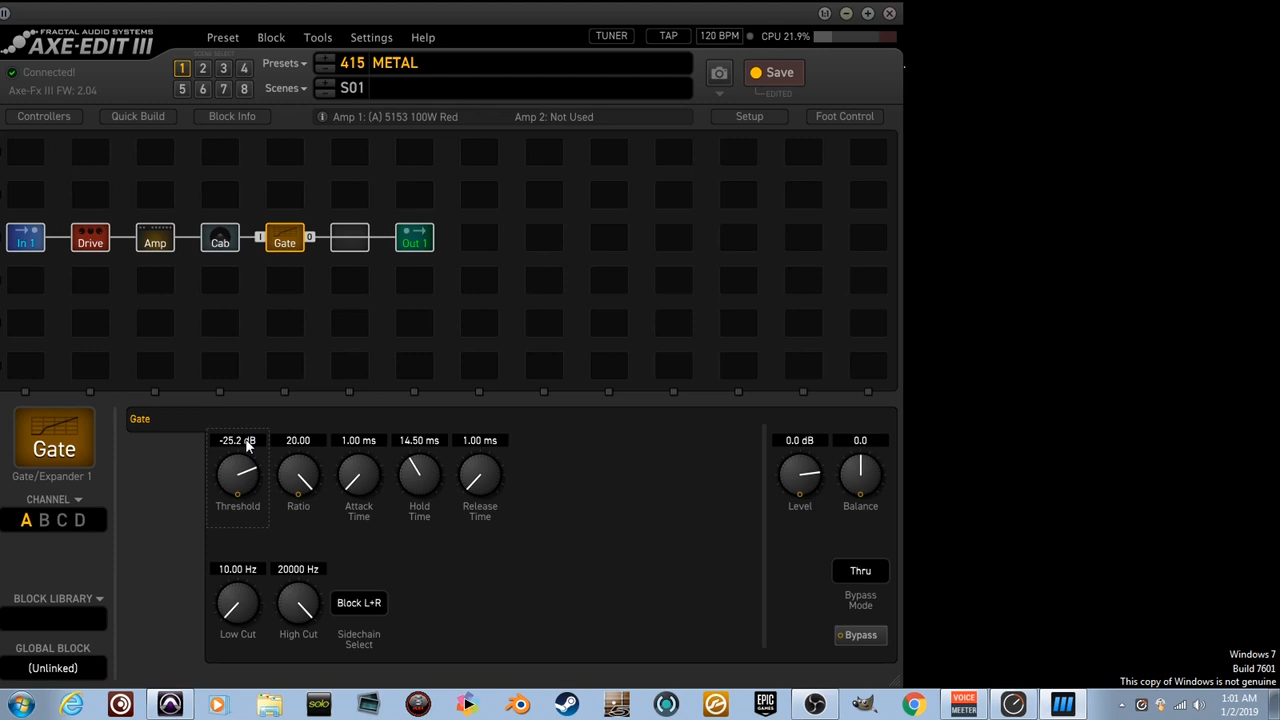 FRACTAL AUDIO SYSTEMS
AXE-EDIT III
Preset Block Tools Settings Help
TUNER TAP 120 BPM CPU 21.9%
Connected!
Axe-Fx III FW: 2.04
SCENE SELECT
1 2 3 4
5 6 7 8
Presets 415 METAL
Scenes S01
Save
EDITED
Controllers Quick Build Block Info
Amp 1: (A) 5153 100W Red Amp 2: Not Used
Setup Foot Control
In 1 Drive Amp Cab I Gate O Out 1
Gate
Gate/Expander 1
CHANNEL
A B C D
BLOCK LIBRARY
GLOBAL BLOCK
(Unlinked)
Gate
-25.2 dB 20.00 1.00 ms 14.50 ms 1.00 ms 0.0 dB 0.0
Threshold Ratio Attack Time Hold Time Release Time Level Balance
10.00 Hz 20000 Hz
Block L+R
Low Cut High Cut Sidechain Select
Thru
Bypass Mode
Bypass
Windows 7
Build 7601
This copy of Windows is not genuine
solo
EPIC GAMES
VOICE MEETER
1:01 AM
1/2/2019